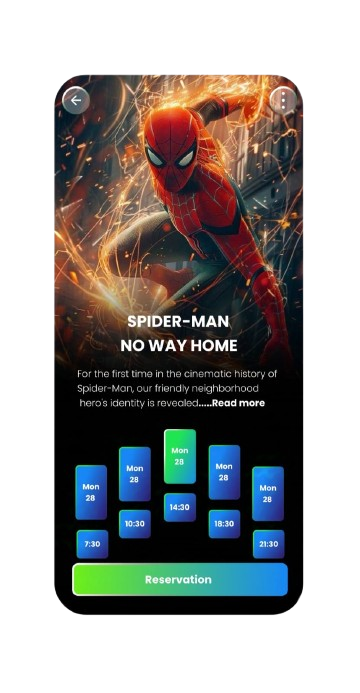 SPIDER-MAN
NO WAY HOME
For the first time in the cinematic history of
Spider-Man, our friendly neighborhood
hero's identity is revealed.....Read more
Mon
28
Mon
28
Mon
28
Mon
28
Mon
28
7:30
10:30
14:30
18:30
21:30
Reservation